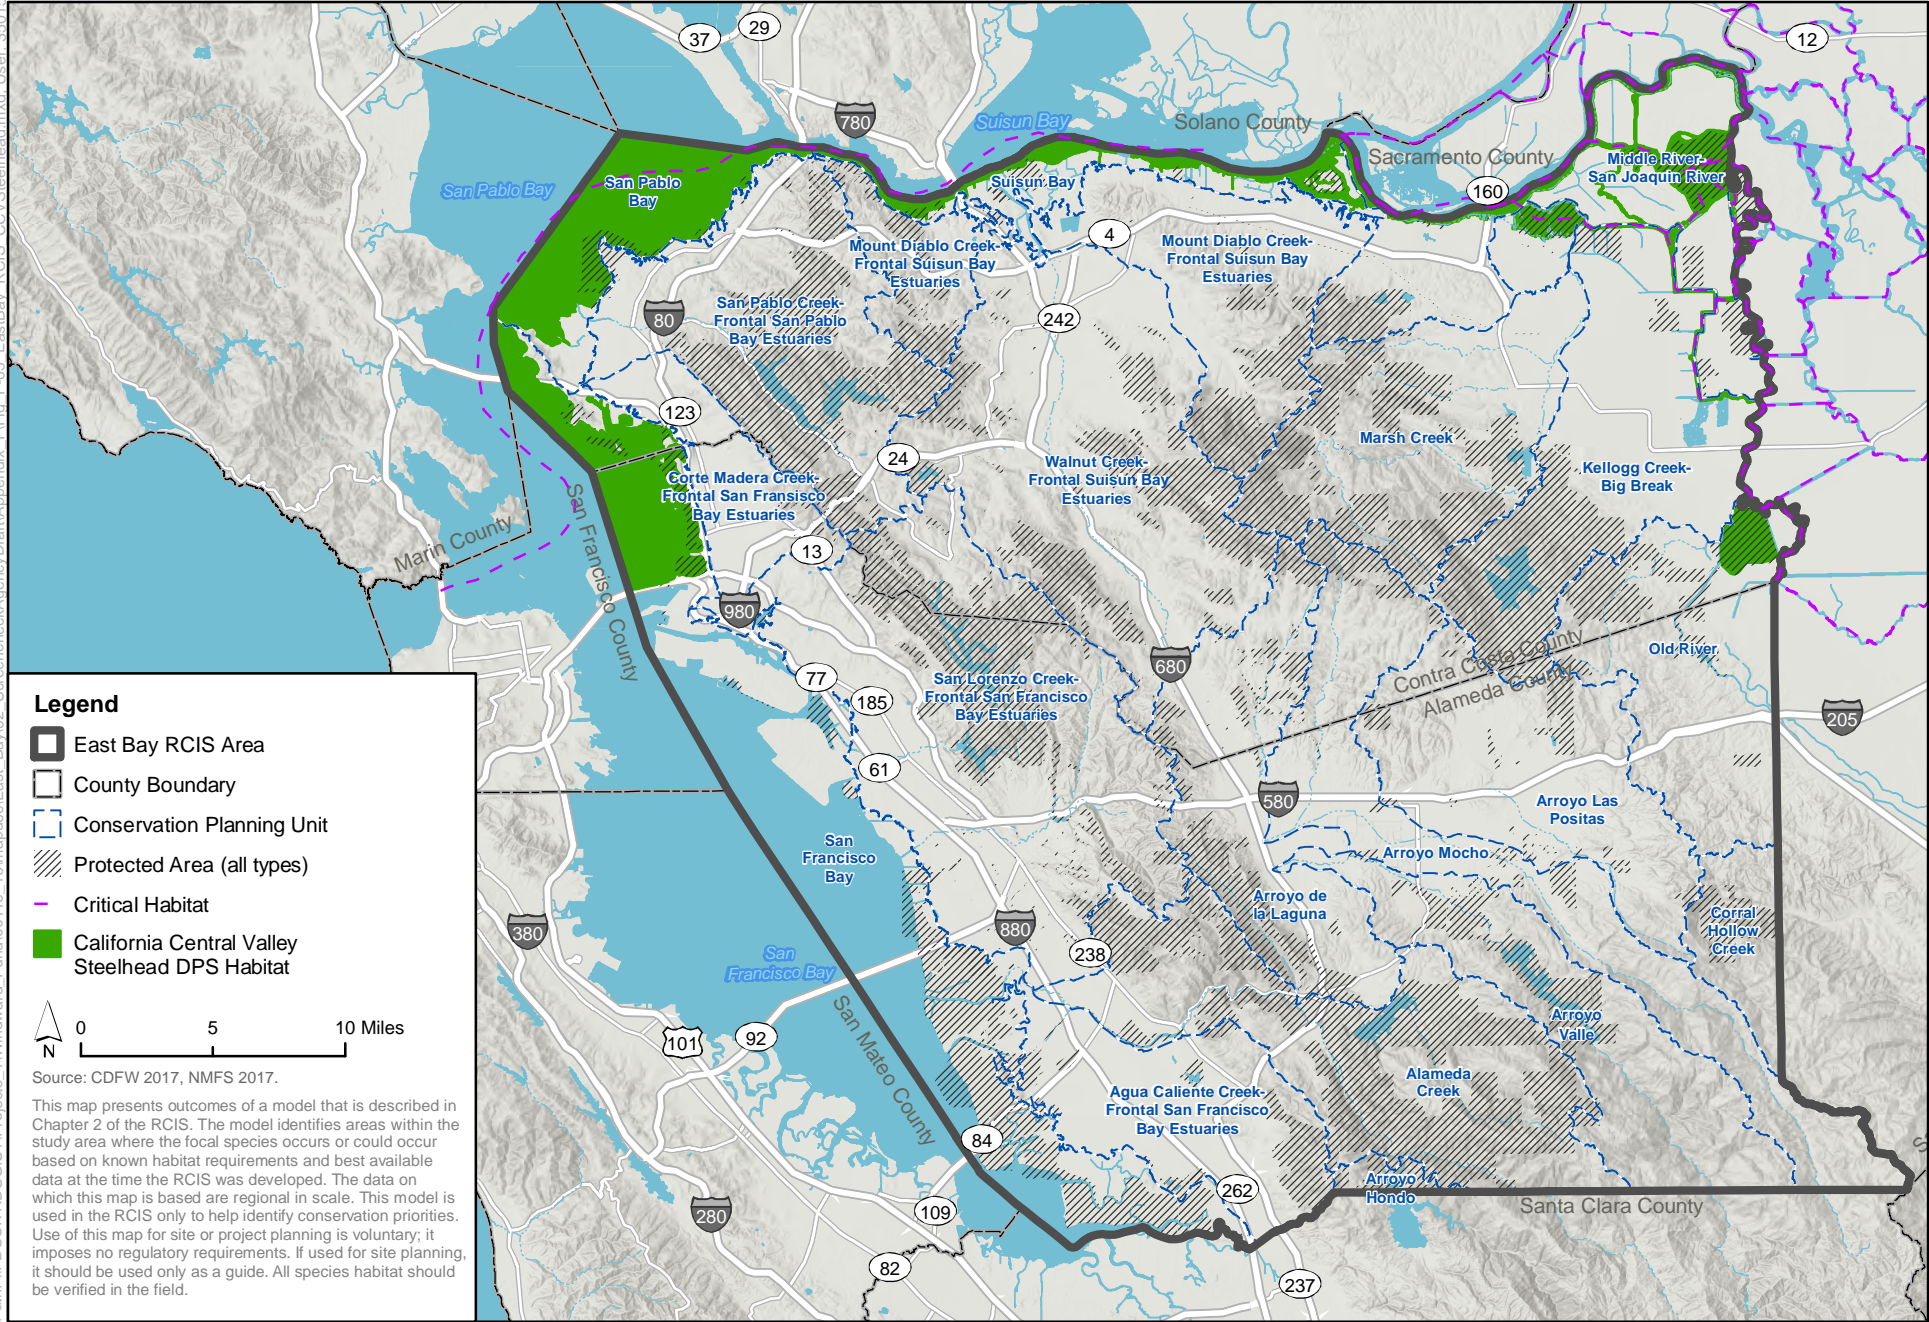 37
29
12
780
Suisun Bay
Solano County
Sacramento County
Middle River-
San Joaquin River
160
San Pablo Bay
San Pablo
Bay
Suisun Bay
4
Mount Diablo Creek-
Frontal Suisun Bay
Estuaries
Mount Diablo Creek-
Frontal Suisun Bay
Estuaries
San Pablo Creek-
Frontal San Pablo
Bay Estuaries
80
242
123
24
Marsh Creek
Walnut Creek-
Frontal Suisun Bay
Estuaries
Kellogg Creek-
Big Break
Corte Madera Creek-
Frontal San Fransisco
Bay Estuaries
Marin County
San Francisco County
13
980
680
Contra Costa County
Alameda County
Old River
77
185
San Lorenzo Creek-
Frontal San Francisco
Bay Estuaries
205
61
580
Arroyo Las
Positas
San
Francisco
Bay
Arroyo Mocho
Arroyo de
la Laguna
Corral
Hollow
Creek
380
880
238
San
Francisco Bay
Arroyo
Valle
101
92
San Mateo County
Alameda
Creek
Agua Caliente Creek-
Frontal San Francisco
Bay Estuaries
84
262
Arroyo
Hondo
Santa Clara County
280
109
82
237
Legend
East Bay RCIS Area
County Boundary
Conservation Planning Unit
Protected Area (all types)
Critical Habitat
California Central Valley
Steelhead DPS Habitat
N
0 5 10 Miles
Source: CDFW 2017, NMFS 2017.
This map presents outcomes of a model that is described in
Chapter 2 of the RCIS. The model identifies areas within the
study area where the focal species occurs or could occur
based on known habitat requirements and best available
data at the time the RCIS was developed. The data on
which this map is based are regional in scale. This model is
used in the RCIS only to help identify conservation priorities.
Use of this map for site or project planning is voluntary; it
imposes no regulatory requirements. If used for site planning,
it should be used only as a guide. All species habitat should
be verified in the field.